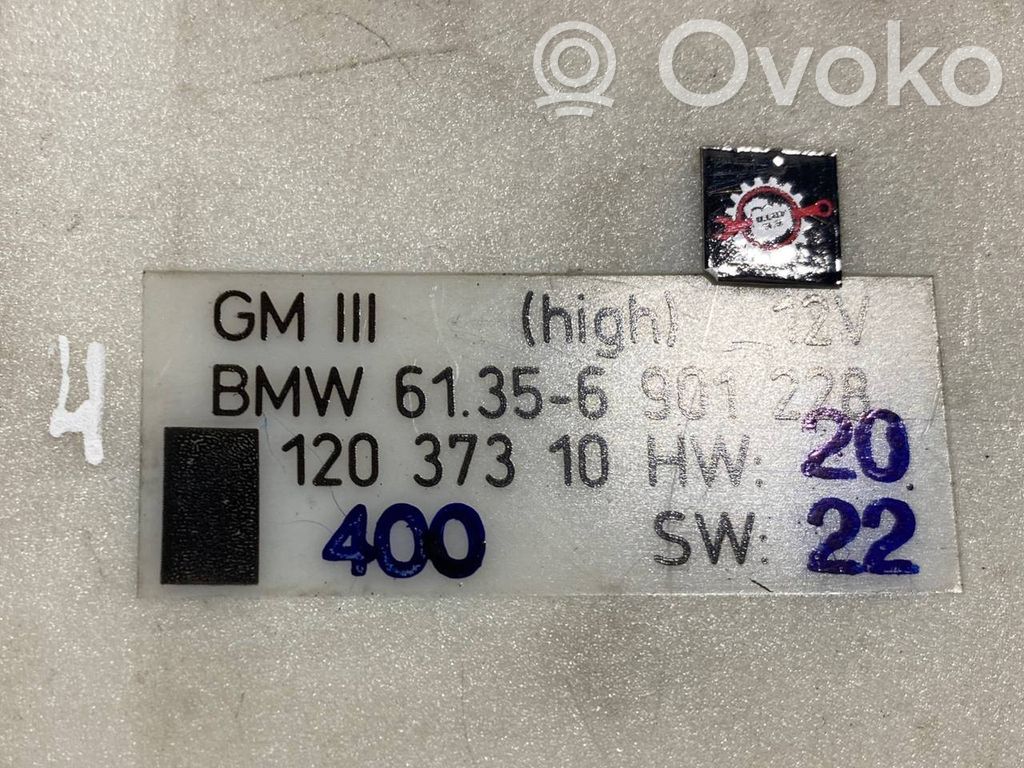 Ovoko
GM III (high) 12V
BMW 61.35-6 901 228
120 373 10 HW: 20
400 SW: 22
4